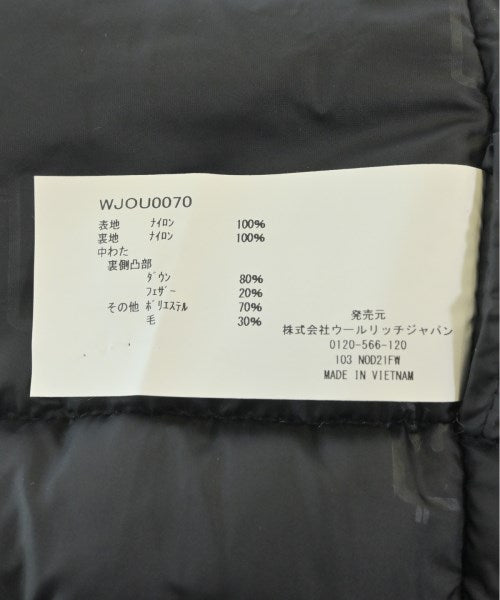 WJOU0070
表地 ナイロン 100%
裏地 ナイロン 100%
中わた
裏側凸部
ダウン 80%
フェザー 20%
その他 ポリエステル 70%
毛 30%
発売元
株式会社ウールリッチジャパン
0120-566-120
103 NOD21FW
MADE IN VIETNAM